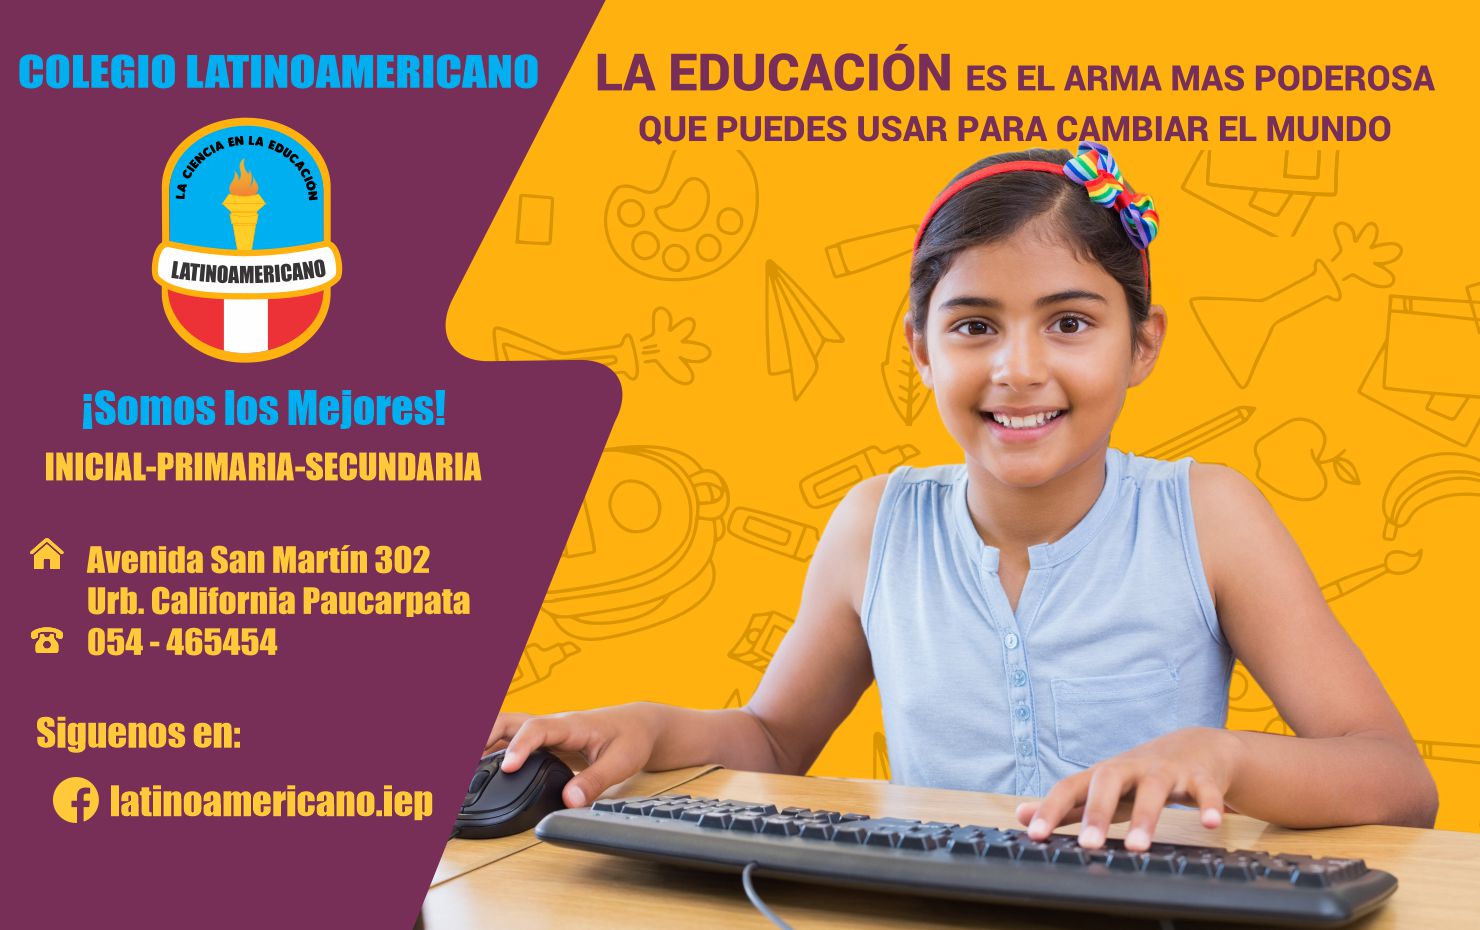 COLEGIO LATINOAMERICANO
LA CIENCIA EN LA EDUCACIÓN
LATINOAMERICANO
¡Somos los Mejores!
INICIAL-PRIMARIA-SECUNDARIA
Avenida San Martín 302
Urb. California Paucarpata
054 - 465454
Siguenos en:
latinoamericano.iep
LA EDUCACIÓN ES EL ARMA MAS PODEROSA
QUE PUEDES USAR PARA CAMBIAR EL MUNDO